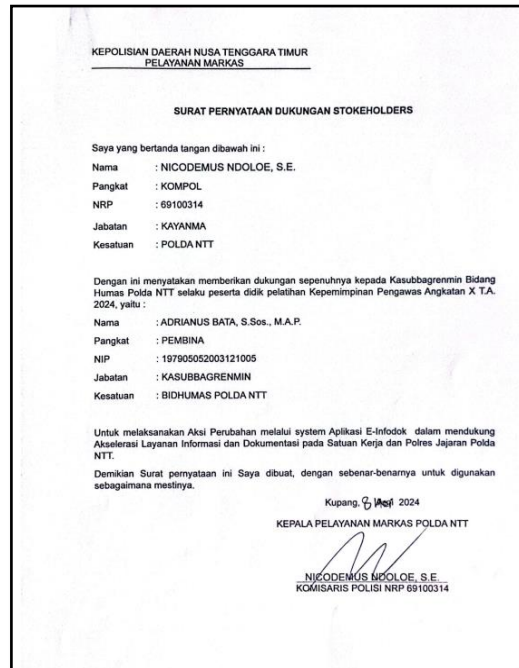 KEPOLISIAN DAERAH NUSA TENGGARA TIMUR
PELAYANAN MARKAS
SURAT PERNYATAAN DUKUNGAN STOKEHOLDERS
Saya yang bertanda tangan dibawah ini :
Nama : NICODEMUS NDOLOE, S.E.
Pangkat : KOMPOL
NRP : 69100314
Jabatan : KAYANMA
Kesatuan : POLDA NTT
Dengan ini menyatakan memberikan dukungan sepenuhnya kepada Kasubbagrenmin Bidang
Humas Polda NTT selaku peserta didik pelatihan Kepemimpinan Pengawas Angkatan X T.A.
2024, yaitu :
Nama : ADRIANUS BATA, S.Sos., M.A.P.
Pangkat : PEMBINA
NIP : 197905052003121005
Jabatan : KASUBBAGRENMIN
Kesatuan : BIDHUMAS POLDA NTT
Untuk melaksanakan Aksi Perubahan melalui system Aplikasi E-Infodok dalam mendukung
Akselerasi Layanan Informasi dan Dokumentasi pada Satuan Kerja dan Polres Jajaran Polda
NTT.
Demikian Surat pernyataan ini Saya dibuat, dengan sebenar-benarnya untuk digunakan
sebagaimana mestinya.
Kupang, 8 2024
KEPALA PELAYANAN MARKAS POLDA NTT
NICODEMUS NDOLOE, S.E.
KOMISARIS POLISI NRP 69100314